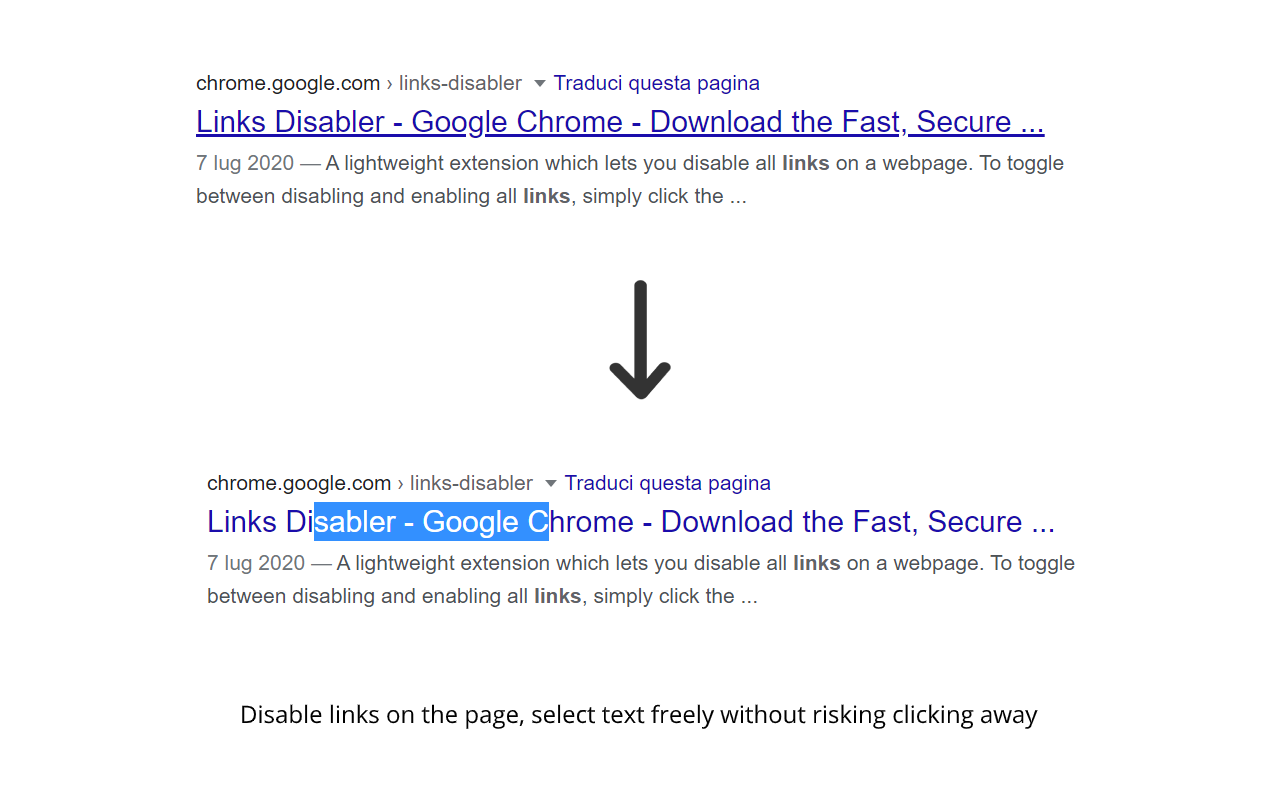 chrome.google.com › links-disabler Traduci questa pagina
Links Disabler - Google Chrome - Download the Fast, Secure ...
7 lug 2020 — A lightweight extension which lets you disable all links on a webpage. To toggle
between disabling and enabling all links, simply click the ...
chrome.google.com › links-disabler Traduci questa pagina
Links Disabler - Google Chrome - Download the Fast, Secure ...
7 lug 2020 — A lightweight extension which lets you disable all links on a webpage. To toggle
between disabling and enabling all links, simply click the ...
Disable links on the page, select text freely without risking clicking away